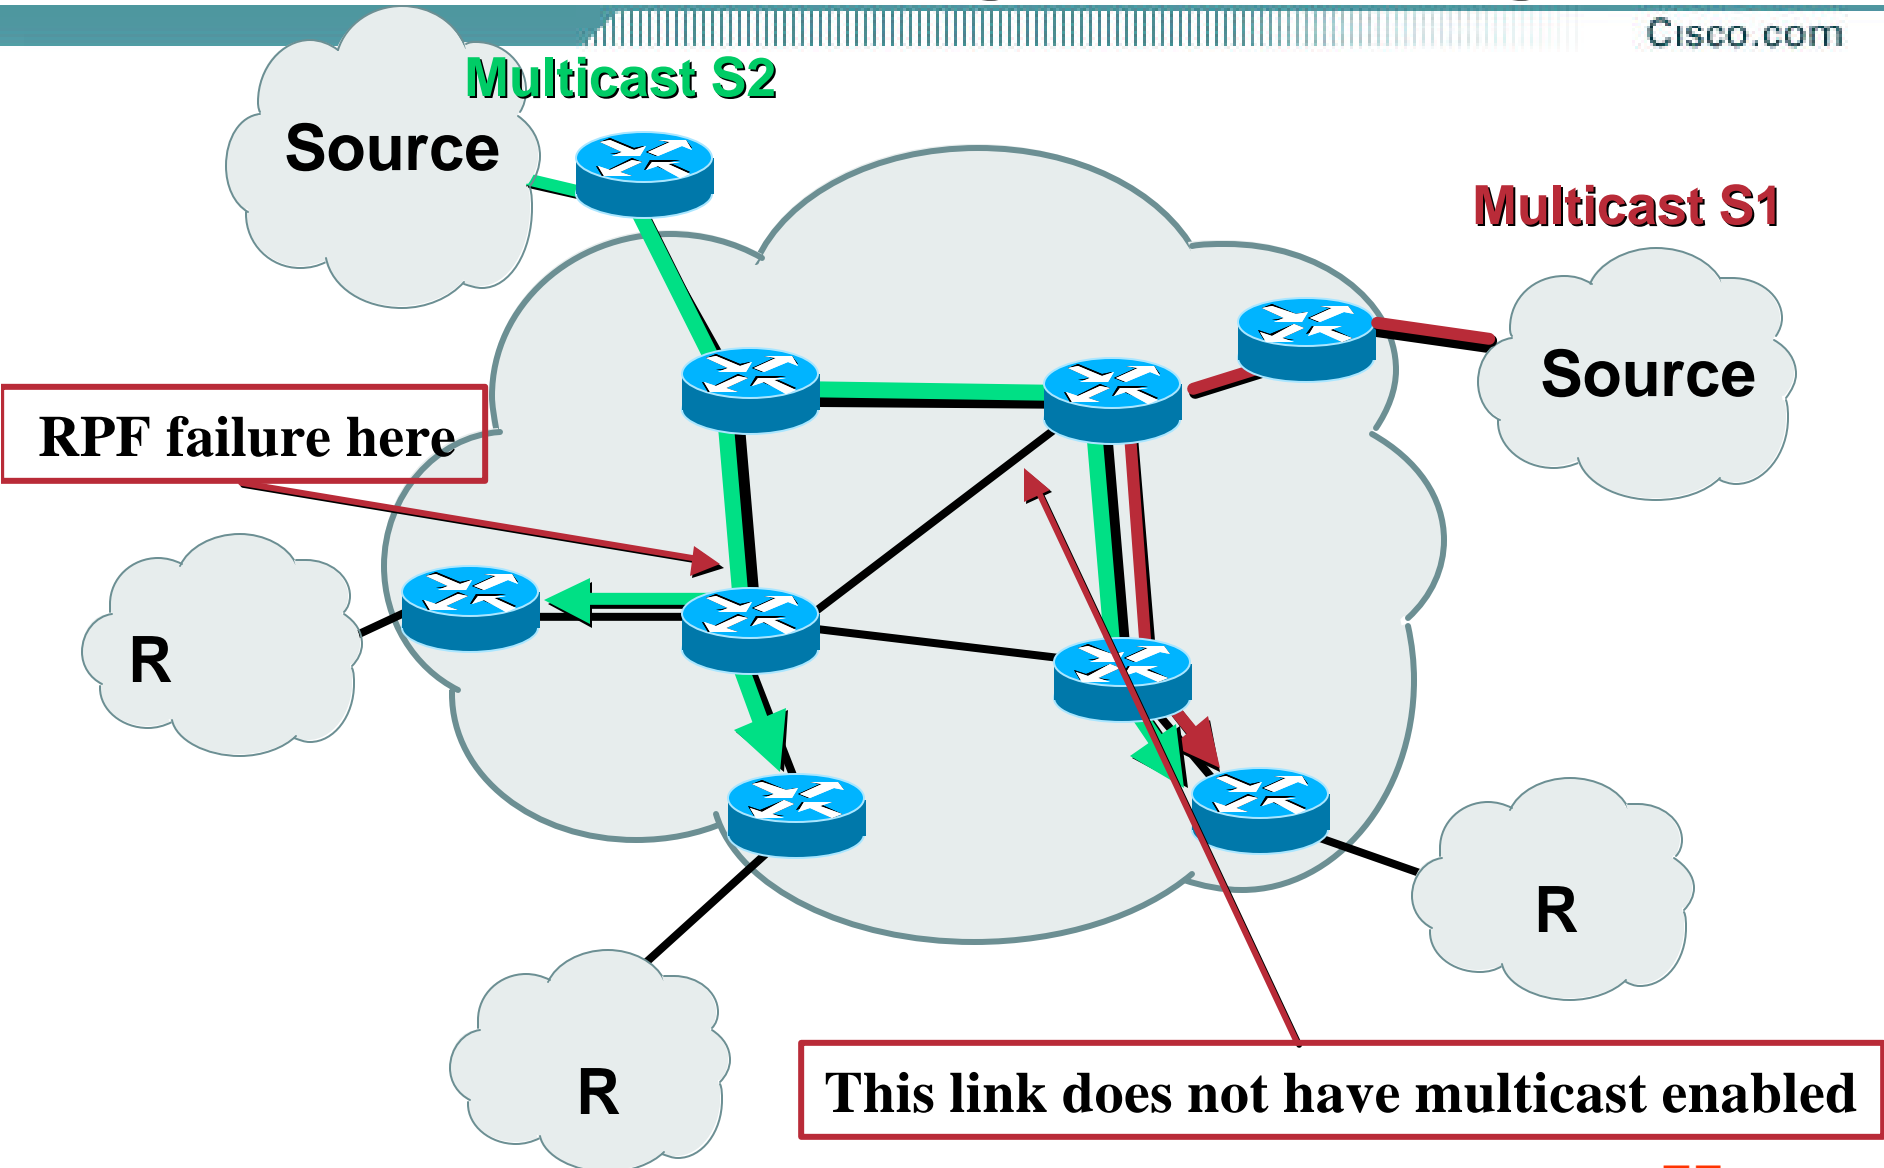 Cisco.com
Multicast S2
Source
Multicast S1
Source
RPF failure here
R
R
R
This link does not have multicast enabled